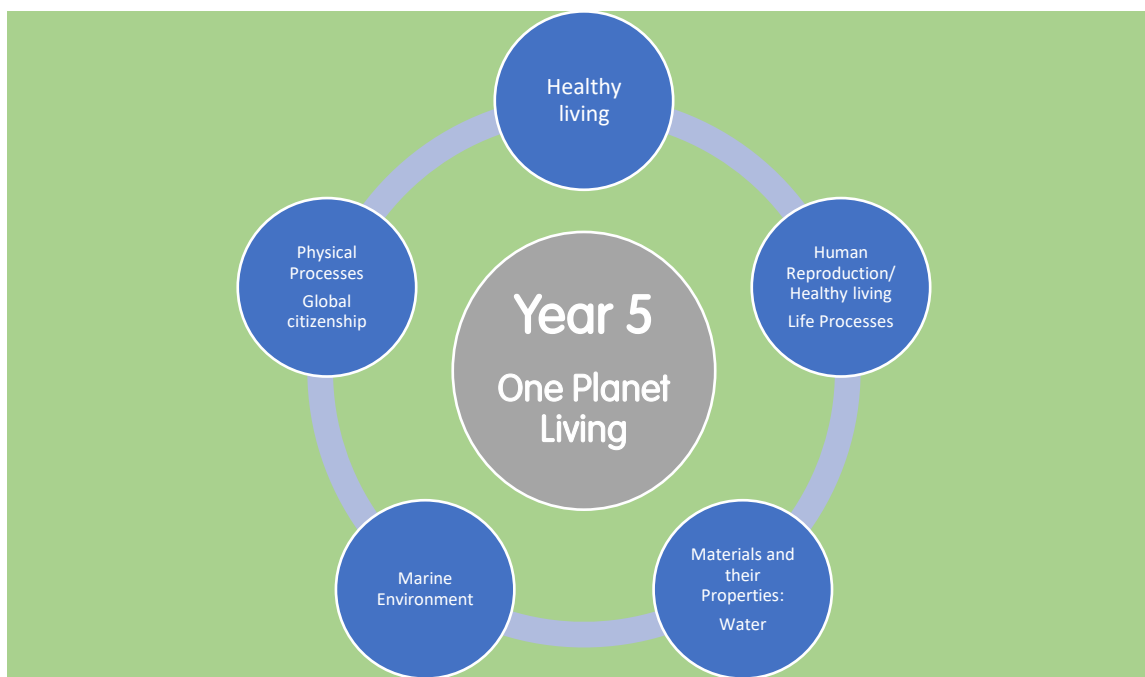 Healthy
living
Physical
Processes
Global
citizenship
Year 5
One Planet
Living
Human
Reproduction/
Healthy living
Life Processes
Marine
Environment
Materials and
their
Properties:
Water